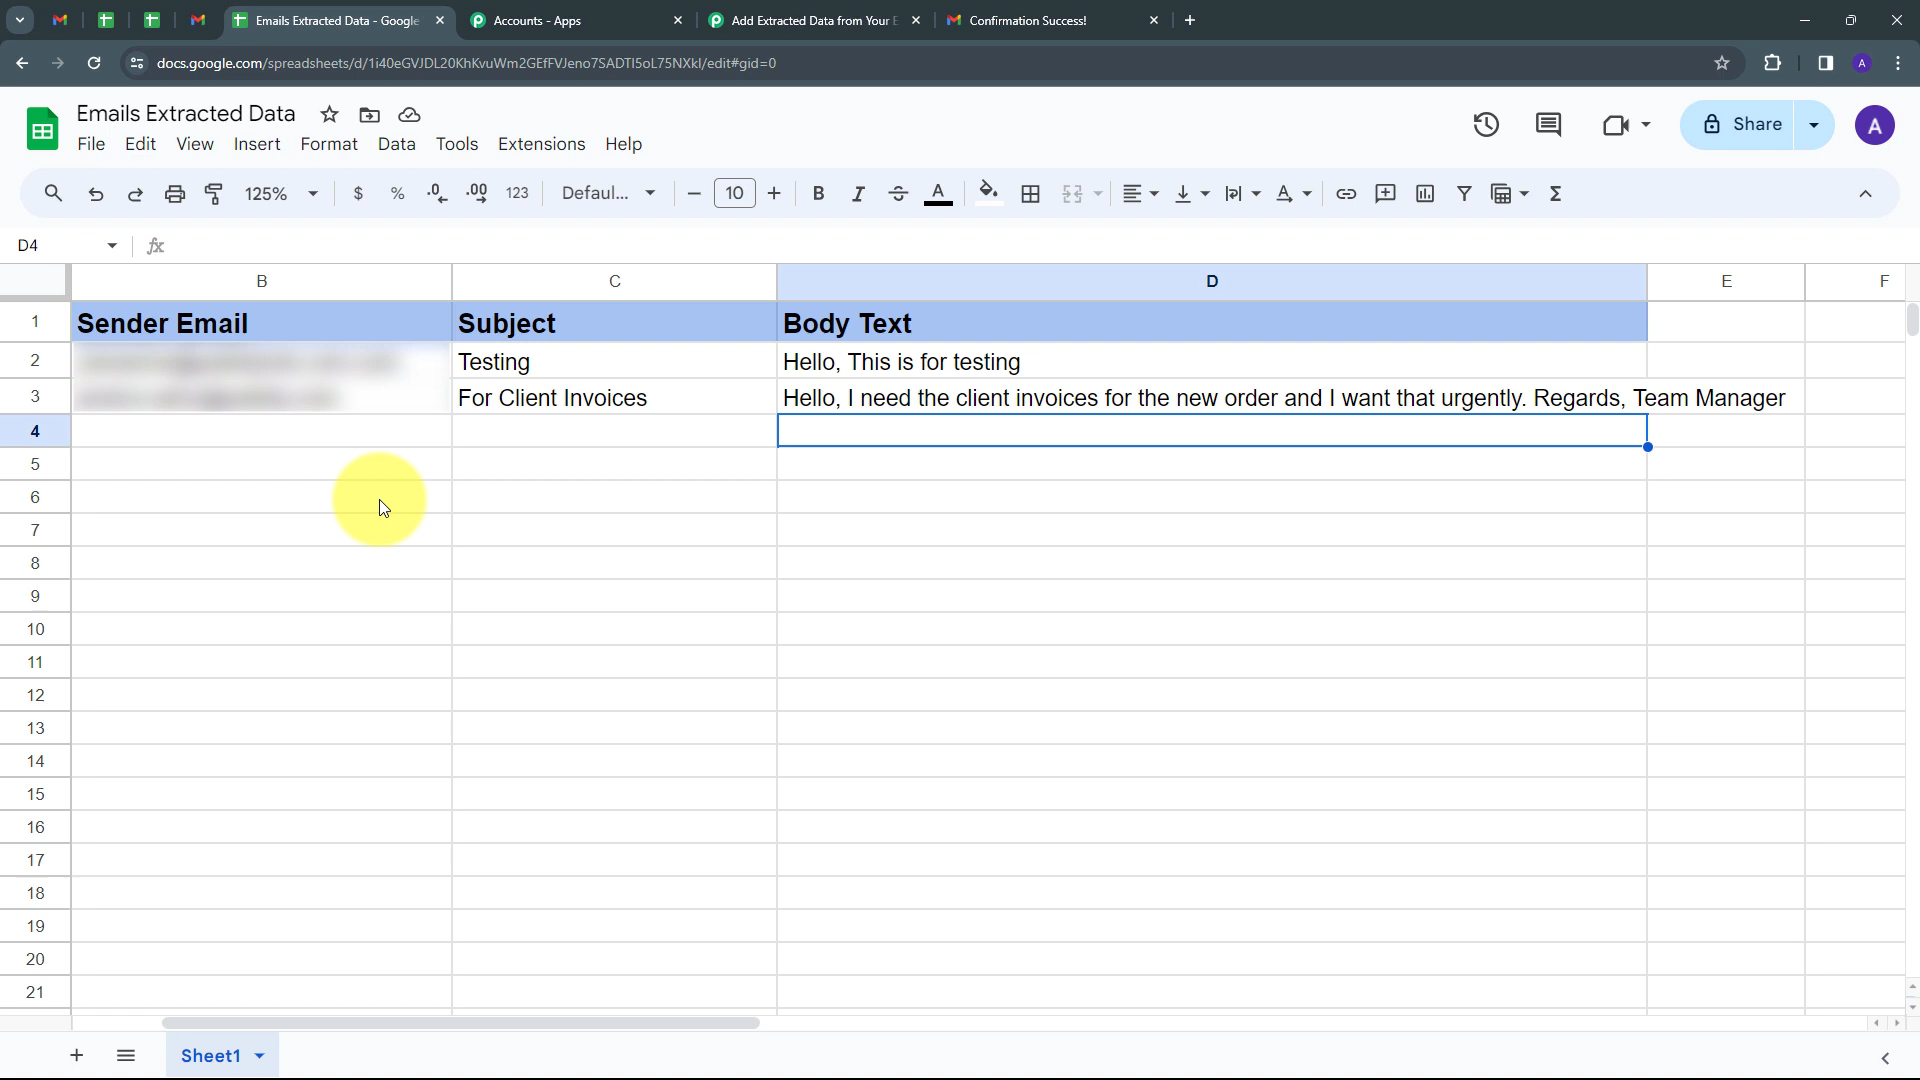 Emails Extracted Data - Google
Accounts - Apps
Add Extracted Data from Your E
Confirmation Success!
docs.google.com/spreadsheets/d/1i40eGVJDL20KhKvuWm2GEfFVJeno7SADTI5oL75NXkI/edit#gid=0
A
Emails Extracted Data
File Edit View Insert Format Data Tools Extensions Help
Share
A
125% $ % .0 .00 123 Defaul... 10 B I S A
D4 fx
B C D E F
1 Sender Email Subject Body Text
2 Testing Hello, This is for testing
3 For Client Invoices Hello, I need the client invoices for the new order and I want that urgently. Regards, Team Manager
4
5
6
7
8
9
10
11
12
13
14
15
16
17
18
19
20
21
Sheet1